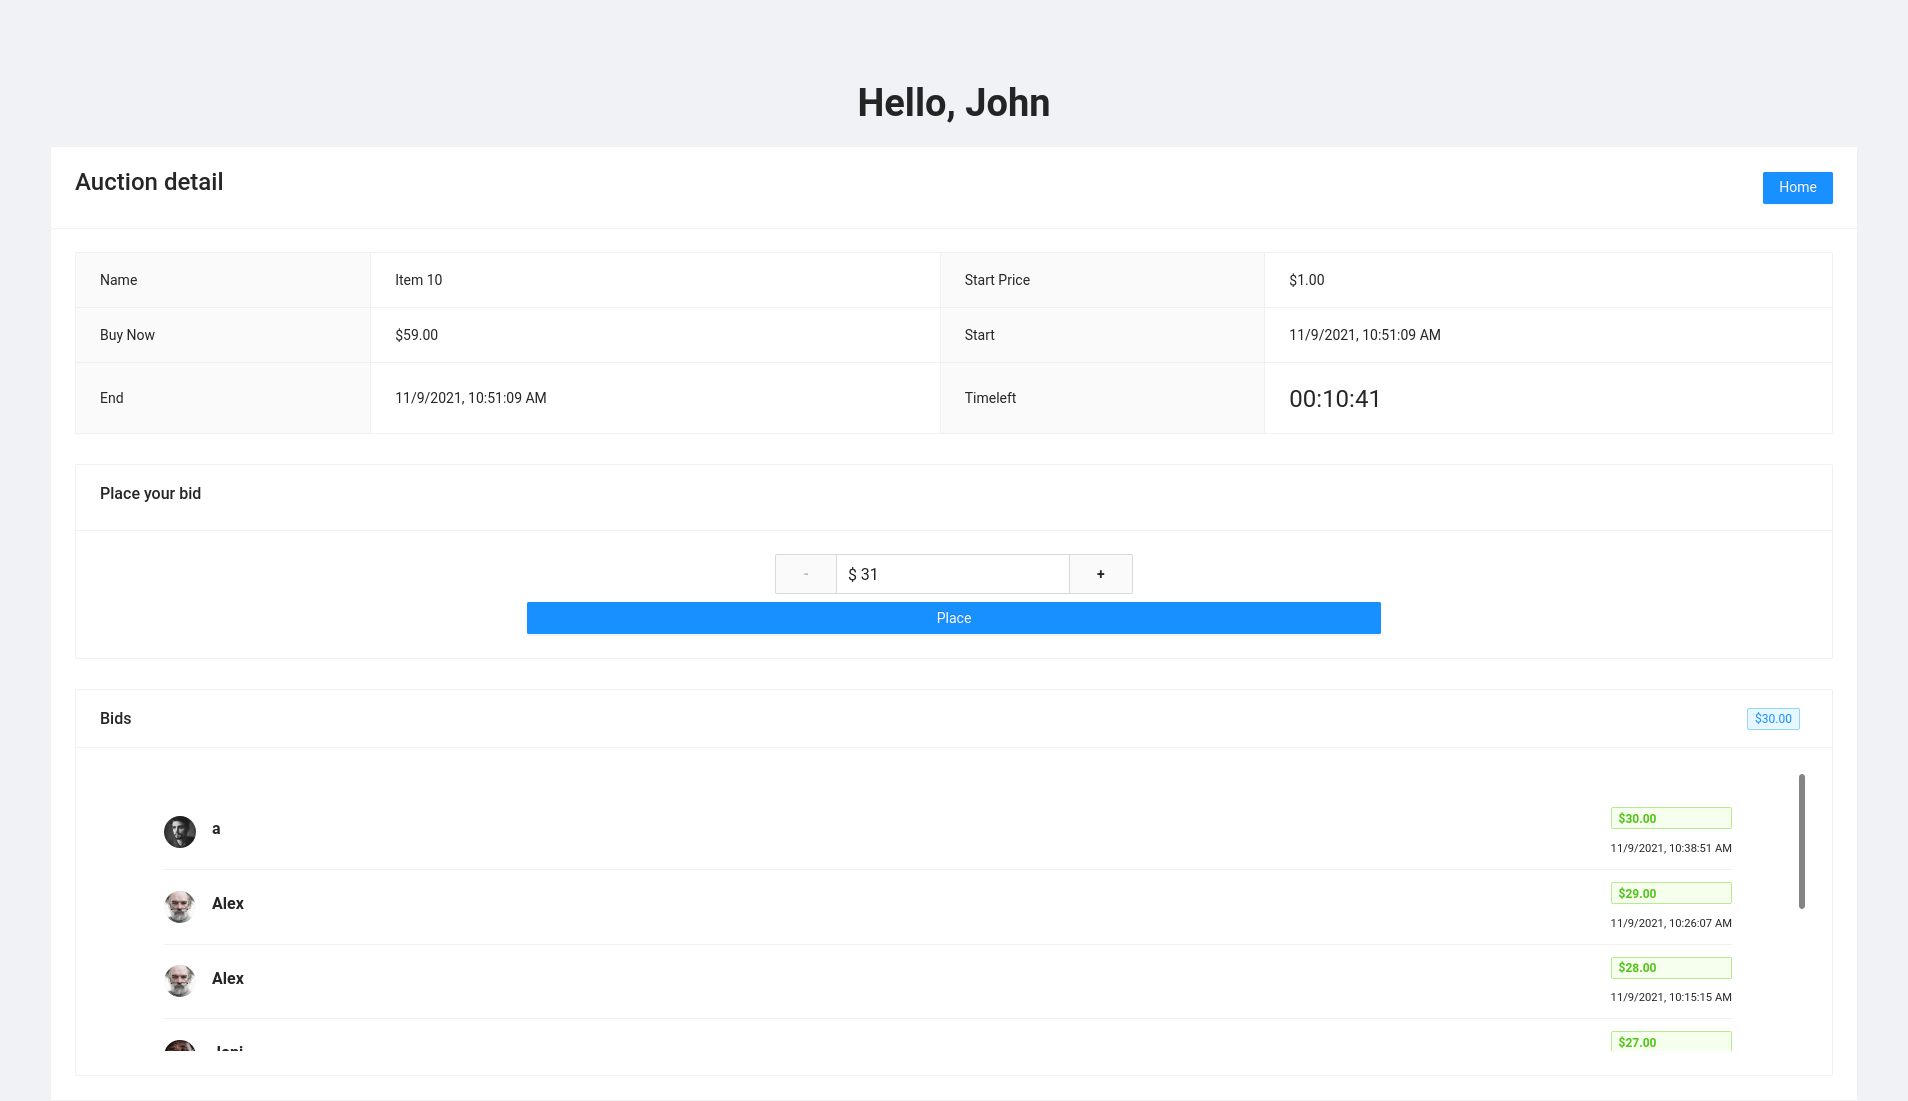 Hello, John
Auction detail
Home
Name
Item 10
Start Price
$1.00
Buy Now
$59.00
Start
11/9/2021, 10:51:09 AM
End
11/9/2021, 10:51:09 AM
Timeleft
00:10:41
Place your bid
-
$ 31
+
Place
Bids
$30.00
a
$30.00
11/9/2021, 10:38:51 AM
Alex
$29.00
11/9/2021, 10:26:07 AM
Alex
$28.00
11/9/2021, 10:15:15 AM
$27.00